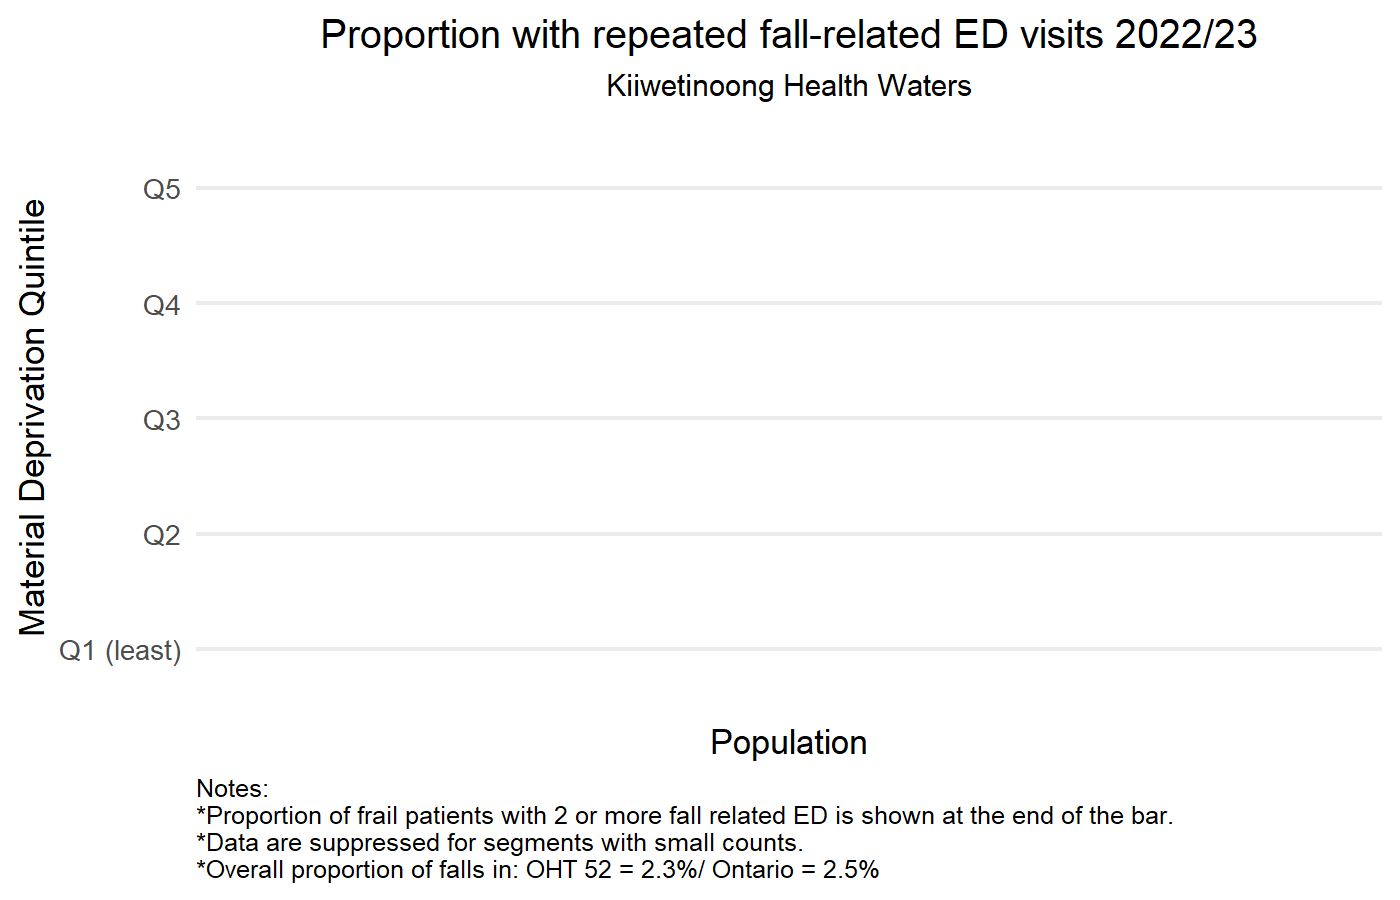 Proportion with repeated fall-related ED visits 2022/23
Kiiwetinoong Health Waters
Material Deprivation Quintile
Q5
Q4
Q3
Q2
Q1 (least)
Population
Notes:
*Proportion of frail patients with 2 or more fall related ED is shown at the end of the bar.
*Data are suppressed for segments with small counts.
*Overall proportion of falls in: OHT 52 = 2.3%/ Ontario = 2.5%